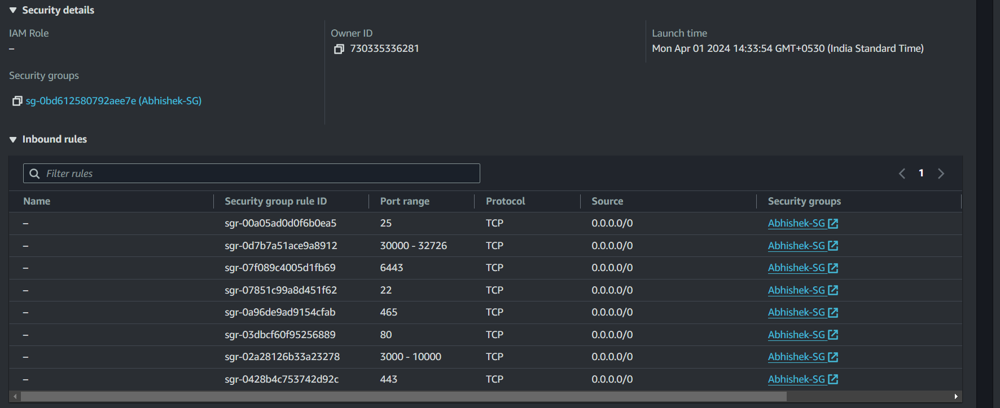 Security details
IAM Role
–
Owner ID
730335336281
Launch time
Mon Apr 01 2024 14:33:54 GMT+0530 (India Standard Time)
Security groups
sg-0bd612580792aee7e (Abhishek-SG)
Inbound rules
Filter rules
1
Name Security group rule ID Port range Protocol Source Security groups
– sgr-00a05ad0d0f6b0ea5 25 TCP 0.0.0.0/0 Abhishek-SG
– sgr-0d7b7a51ace9a8912 30000 - 32726 TCP 0.0.0.0/0 Abhishek-SG
– sgr-07f089c4005d1fb69 6443 TCP 0.0.0.0/0 Abhishek-SG
– sgr-07851c99a8d451f62 22 TCP 0.0.0.0/0 Abhishek-SG
– sgr-0a96de9ad9154cfab 465 TCP 0.0.0.0/0 Abhishek-SG
– sgr-03dbcf60f95256889 80 TCP 0.0.0.0/0 Abhishek-SG
– sgr-02a28126b33a23278 3000 - 10000 TCP 0.0.0.0/0 Abhishek-SG
– sgr-0428b4c753742d92c 443 TCP 0.0.0.0/0 Abhishek-SG